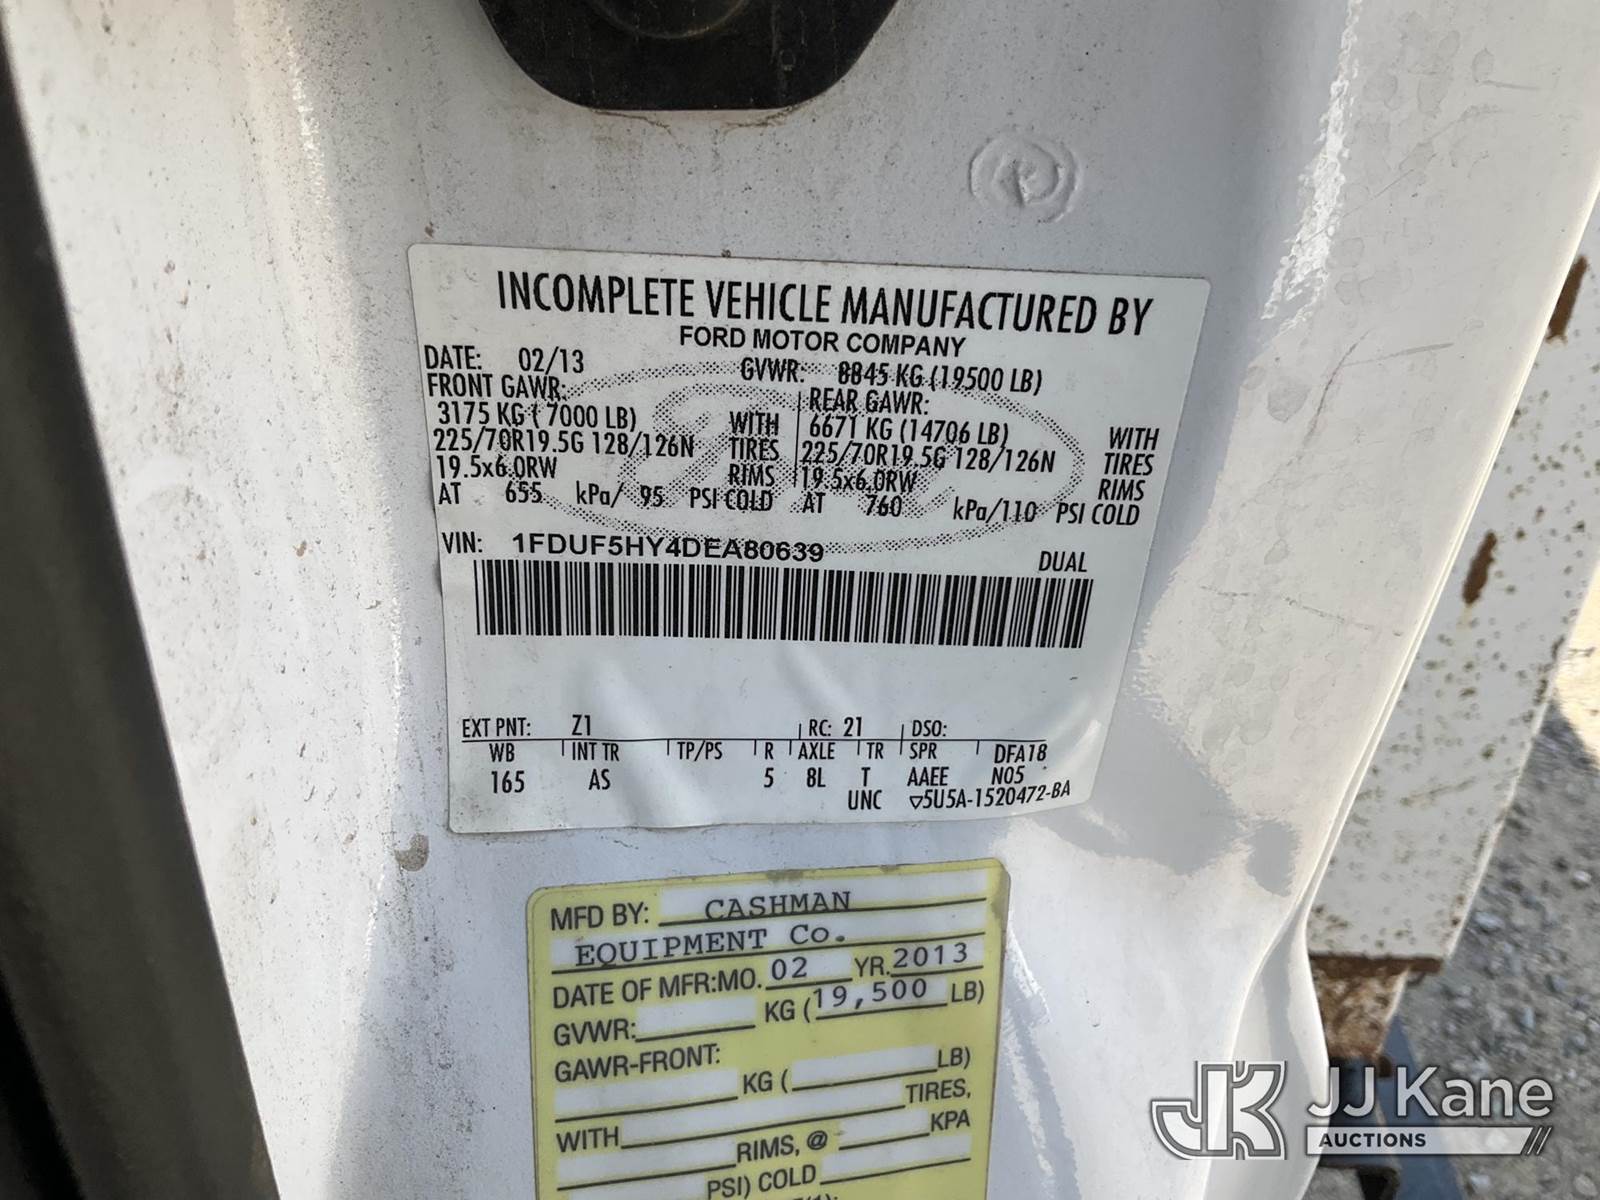 INCOMPLETE VEHICLE MANUFACTURED BY
FORD MOTOR COMPANY
DATE: 02/13 GVWR: 8845 KG (19500 LB)
FRONT GAWR: REAR GAWR:
3175 KG ( 7000 LB) WITH 6671 KG (14706 LB) WITH
225/70R19.5G 128/126N TIRES 225/70R19.5G 128/126N TIRES
19.5x6.0RW RIMS 19.5x6.0RW RIMS
AT 655 kPa/ 95 PSI COLD AT 760 kPa/110 PSI COLD
VIN: 1FDUF5HY4DEA80639 DUAL
EXT PNT: Z1 RC: 21 DSO:
WB INT TR TP/PS R AXLE TR SPR DFA18
165 AS 5 8L T AAEE N05
UNC ▽5U5A-1520472-BA
MFD BY: CASHMAN
EQUIPMENT Co.
DATE OF MFR:MO. 02 YR. 2013
GVWR: KG (19,500 LB)
GAWR-FRONT:
KG ( LB)
WITH TIRES,
RIMS, @ KPA
PSI) COLD
JJ Kane
AUCTIONS